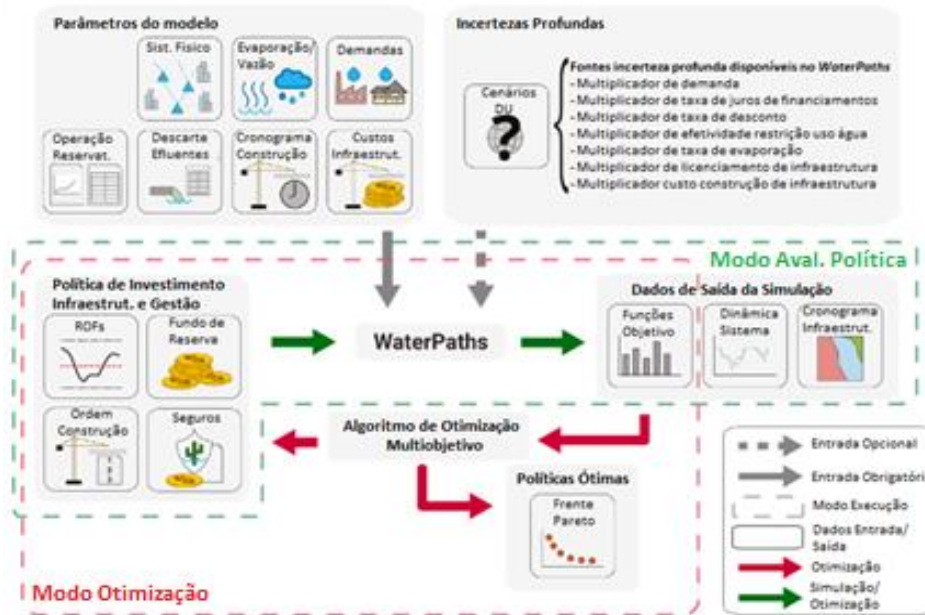 Parâmetros do modelo
Sist. Físico
Evaporação/
Vazão
Demandas
Operação
Reservat.
Descarte
Efluentes
Cronograma
Construção
Custos
Infraestrut.
Incertezas Profundas
Cenários
DU
?
Fontes incerteza profunda disponíveis no WaterPaths
- Multiplicador de demanda
- Multiplicador de taxa de juros de financiamentos
- Multiplicador de taxa de desconto
- Multiplicador de efetividade restrição uso água
- Multiplicador de taxa de evaporação
- Multiplicador de licenciamento de infraestrutura
- Multiplicador custo construção de infraestrutura
Modo Aval. Política
Política de Investimento
Infraestrut. e Gestão
ROFs
Fundo de
Reserva
Ordem
Construção
Seguros
WaterPaths
Dados de Saída da Simulação
Funções
Objetivo
Dinâmica
Sistema
Cronograma
Infraestrut.
Algoritmo de Otimização
Multiobjetivo
Políticas Ótimas
Frente
Pareto
Modo Otimização
Entrada Opcional
Entrada Obrigatóri
Modo Execução
Dados Entrada/
Saída
Otimização
Simulação/
Otimização